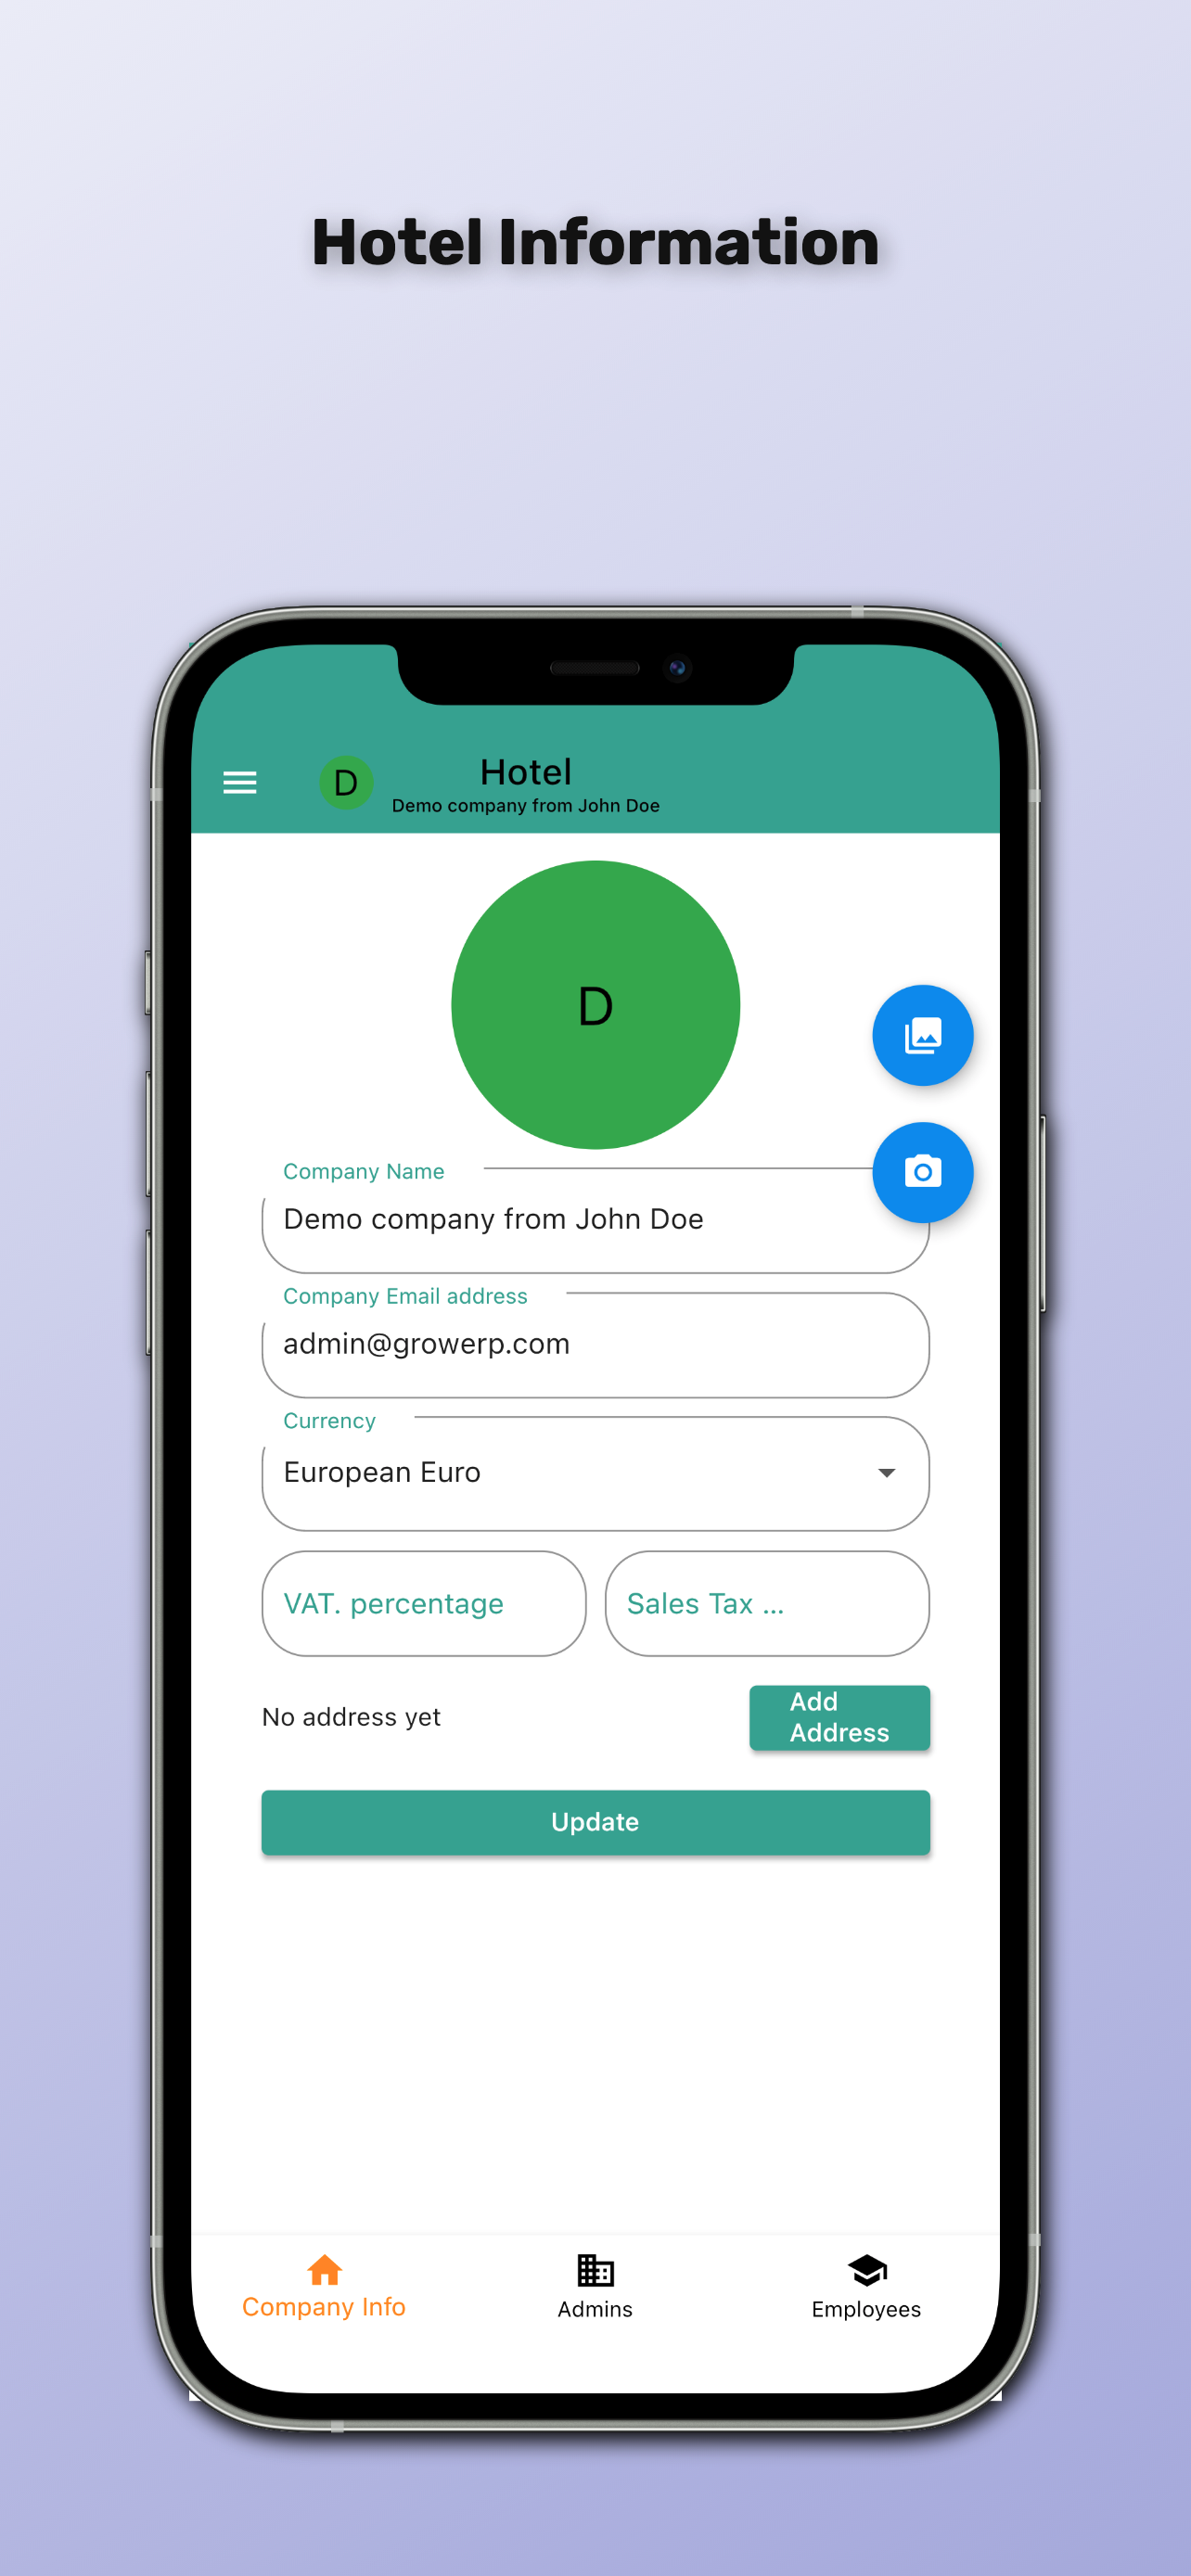 Hotel Information
D
Hotel
Demo company from John Doe
D
Company Name
Demo company from John Doe
Company Email address
admin@growerp.com
Currency
European Euro
VAT. percentage
Sales Tax ...
No address yet
Add
Address
Update
Company Info
Admins
Employees